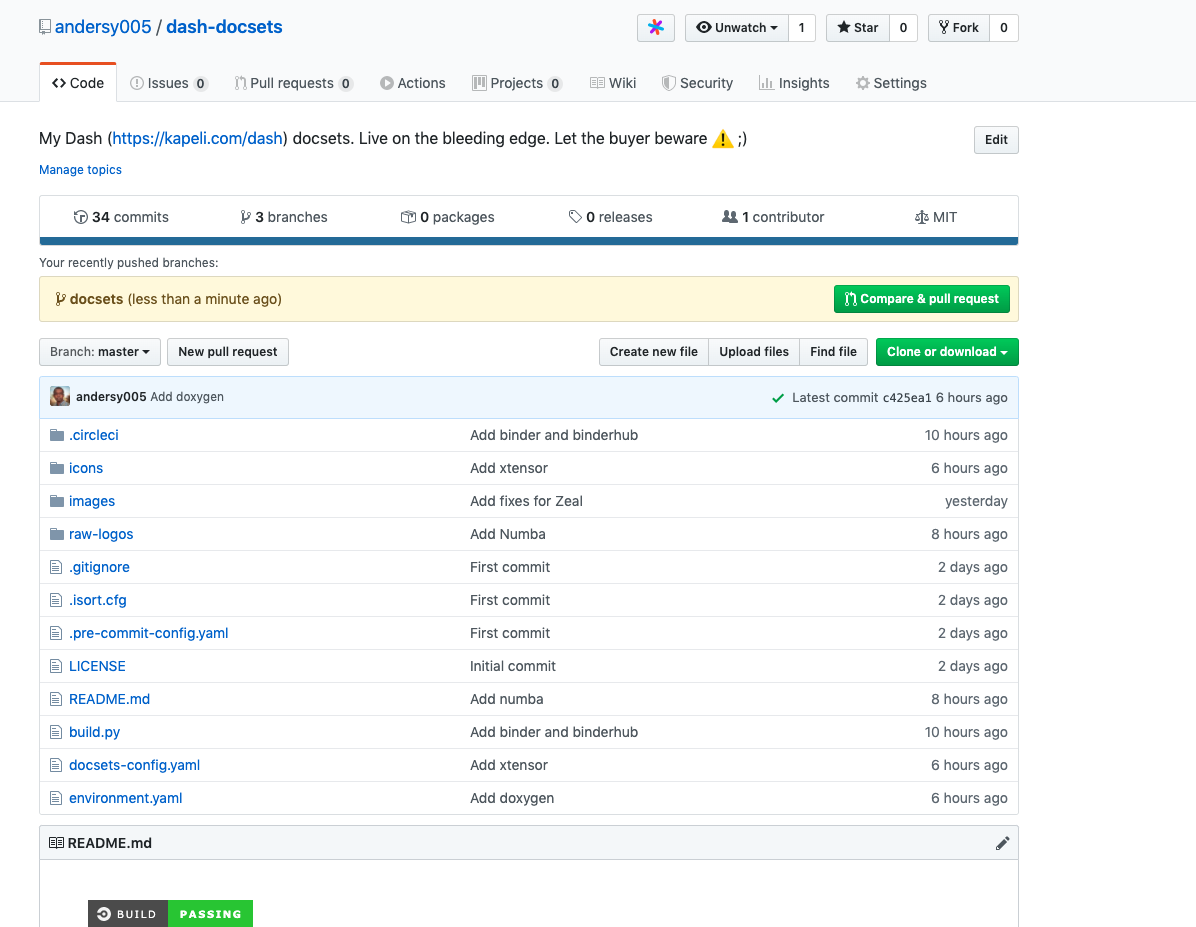 andersy005 / dash-docsets Unwatch 1 Star 0 Fork 0
Code Issues 0 Pull requests 0 Actions Projects 0 Wiki Security Insights Settings
My Dash (https://kapeli.com/dash) docsets. Live on the bleeding edge. Let the buyer beware ⚠️ ;) Edit
Manage topics
34 commits 3 branches 0 packages 0 releases 1 contributor MIT
Your recently pushed branches:
docsets (less than a minute ago) Compare & pull request
Branch: master New pull request Create new file Upload files Find file Clone or download
andersy005 Add doxygen Latest commit c425ea1 6 hours ago
.circleci Add binder and binderhub 10 hours ago
icons Add xtensor 6 hours ago
images Add fixes for Zeal yesterday
raw-logos Add Numba 8 hours ago
.gitignore First commit 2 days ago
.isort.cfg First commit 2 days ago
.pre-commit-config.yaml First commit 2 days ago
LICENSE Initial commit 2 days ago
README.md Add numba 8 hours ago
build.py Add binder and binderhub 10 hours ago
docsets-config.yaml Add xtensor 6 hours ago
environment.yaml Add doxygen 6 hours ago
README.md
BUILD PASSING